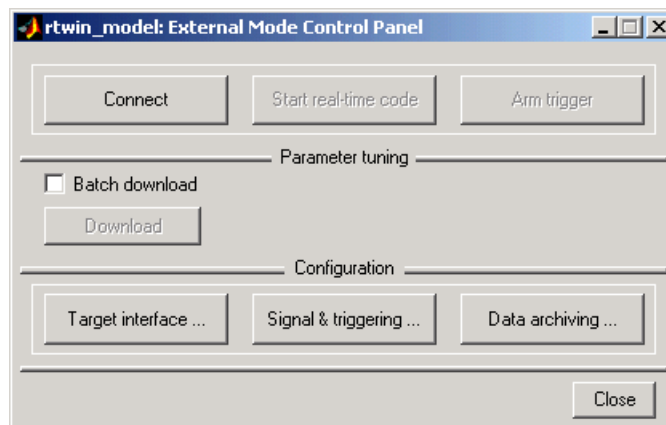 rtwin_model: External Mode Control Panel
Connect
Start real-time code
Arm trigger
Parameter tuning
Batch download
Download
Configuration
Target interface ...
Signal & triggering ...
Data archiving ...
Close